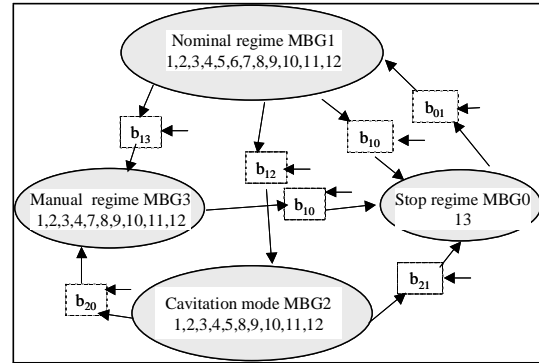 Nominal regime MBG1
1,2,3,4,5,6,7,8,9,10,11,12
b01
b13
b10
b12
Manual regime MBG3
1,2,3,4,7,8,9,10,11,12
b10
Stop regime MBG0
13
b20
Cavitation mode MBG2
1,2,3,4,5,8,9,10,11,12
b21